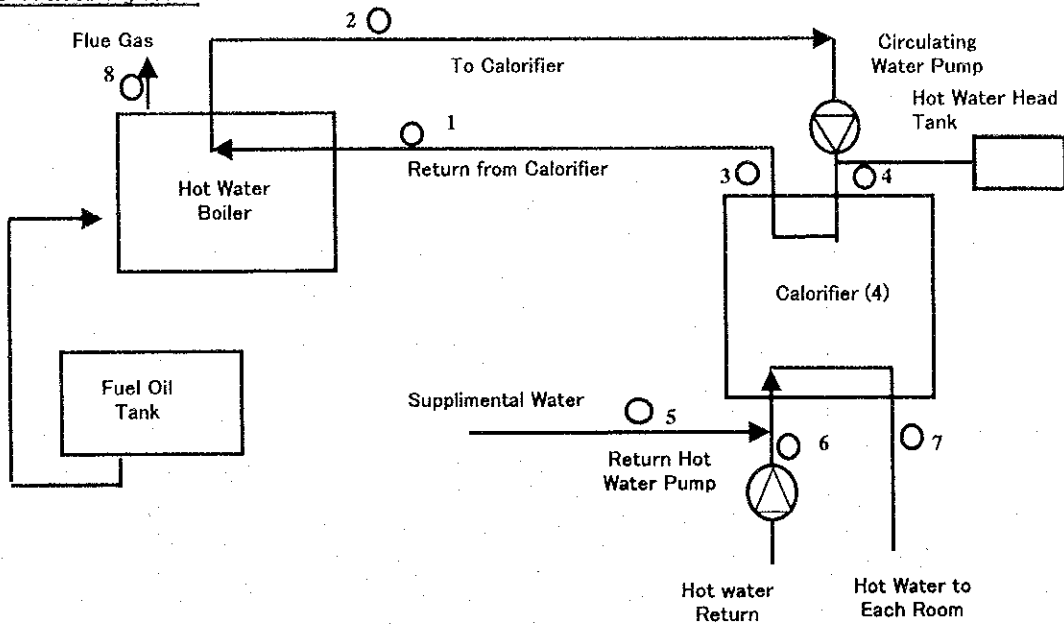 2
Flue Gas
8
To Calorifier
Circulating
Water Pump
Hot Water Head
Tank
1
Return from Calorifier
3
4
Hot Water
Boiler
Calorifier (4)
Fuel Oil
Tank
Supplimental Water
5
6
7
Return Hot
Water Pump
Hot water
Return
Hot Water to
Each Room